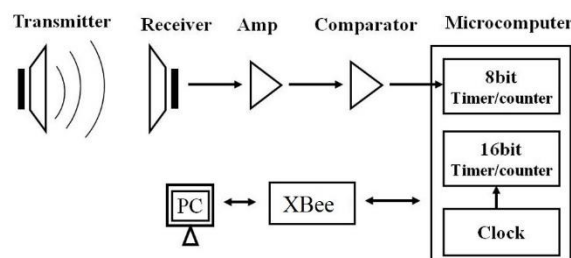 Transmitter
Receiver
Amp
Comparator
Microcomputer
8bit
Timer/counter
16bit
Timer/counter
PC
XBee
Clock